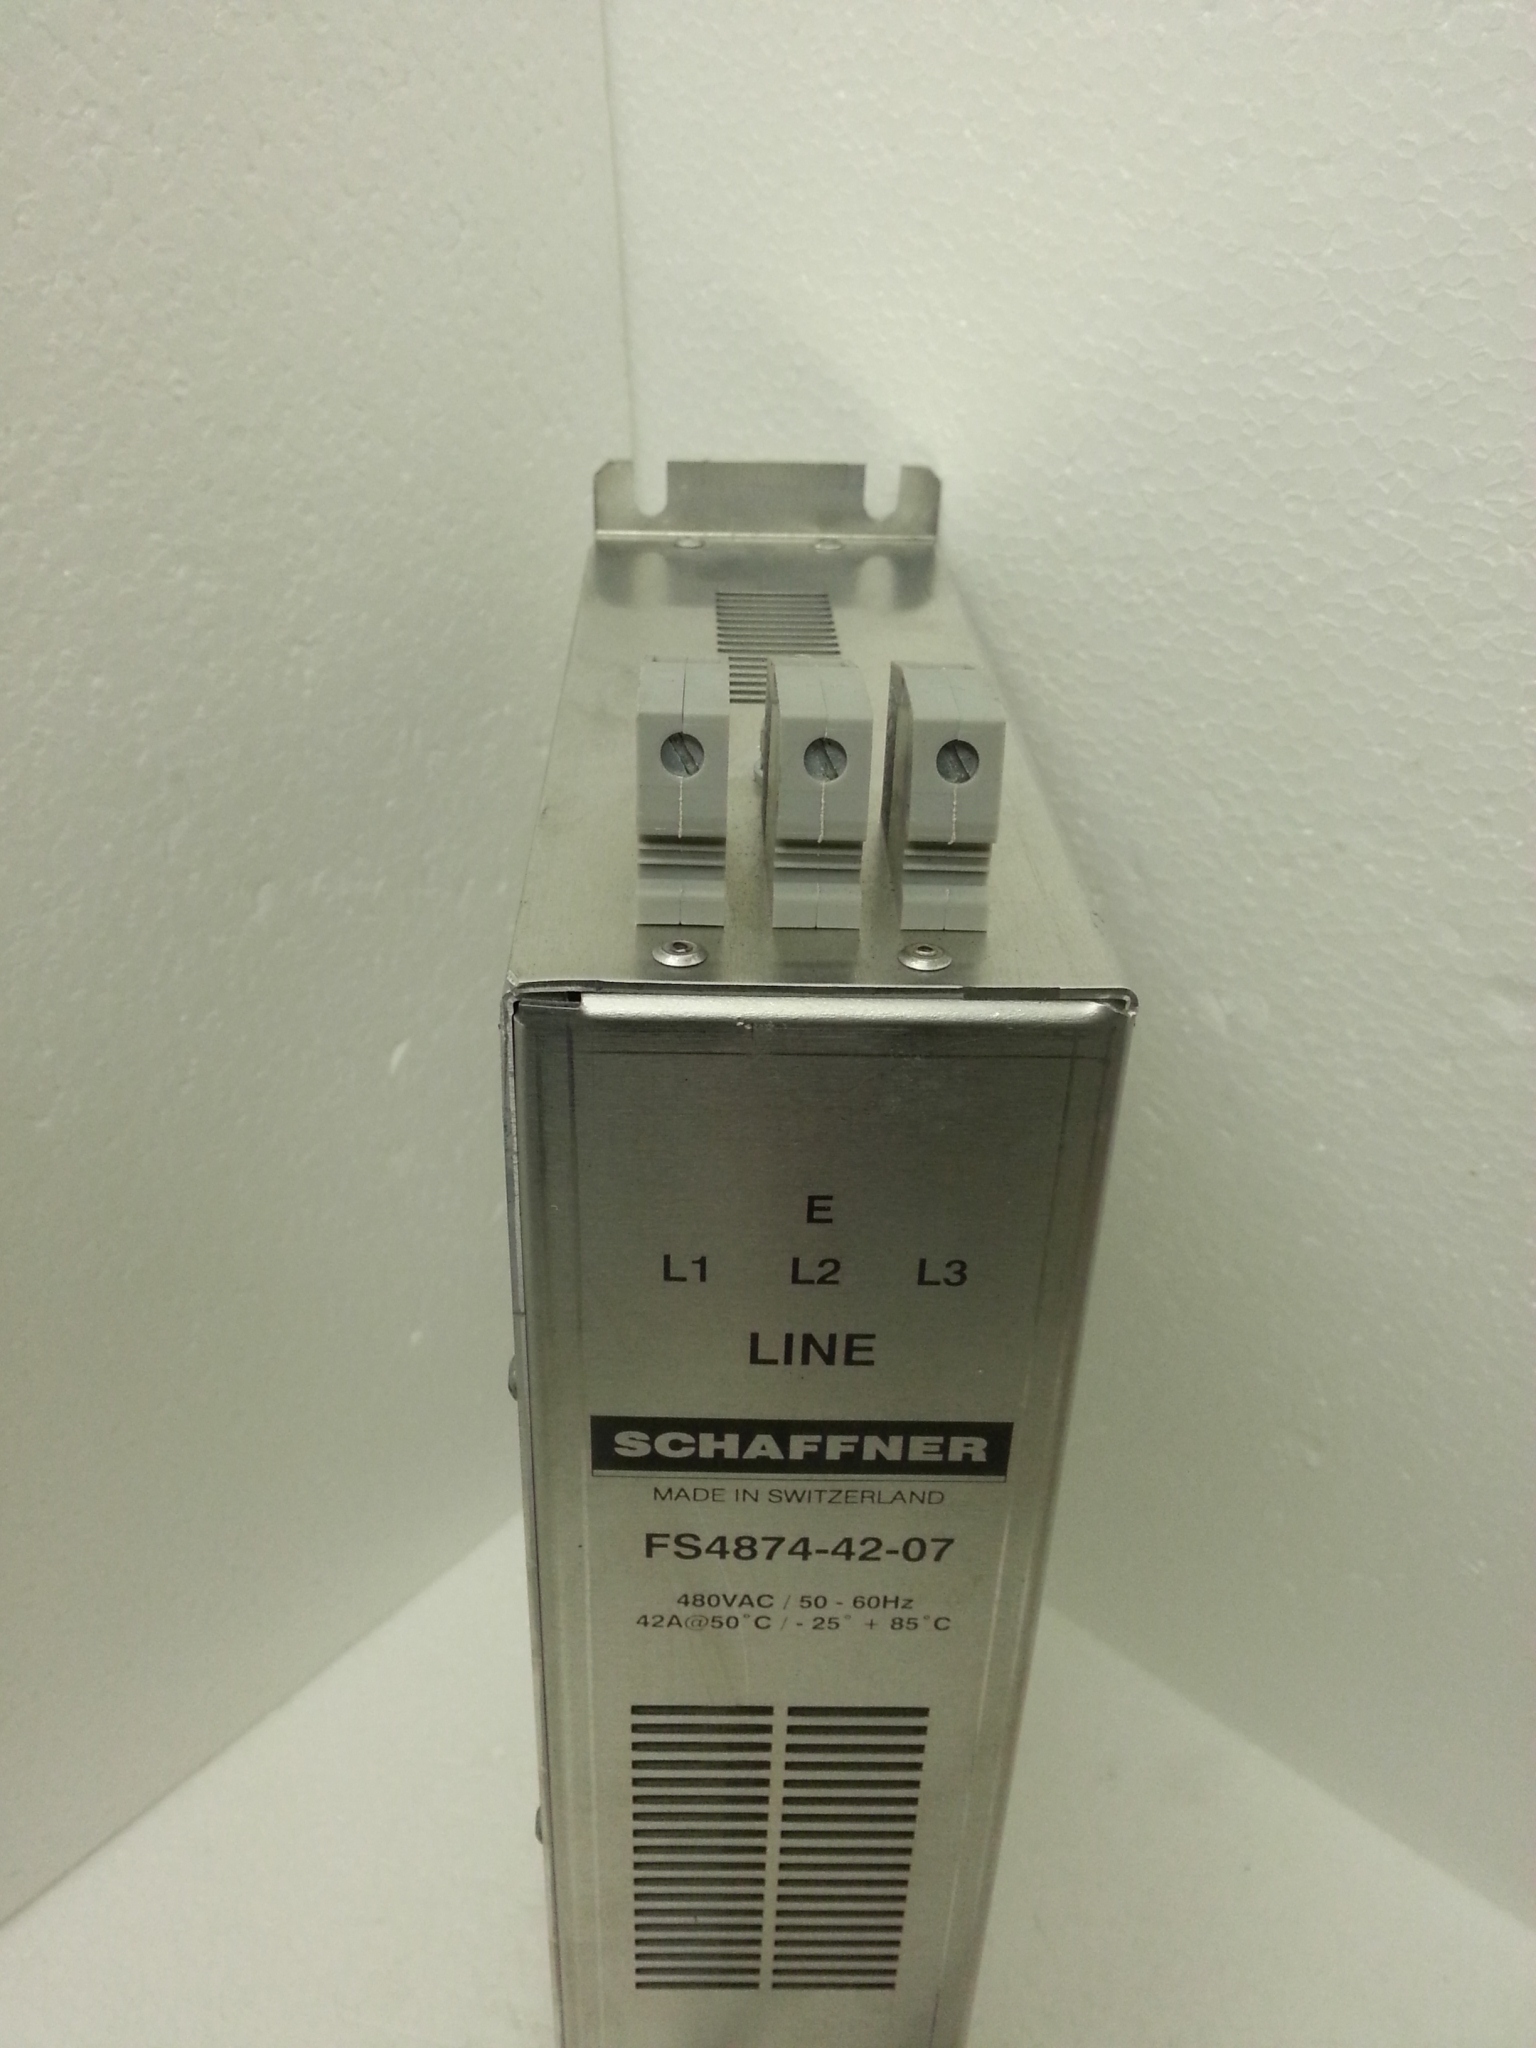 E
L1 L2 L3
LINE
SCHAFFNER
MADE IN SWITZERLAND
FS4874-42-07
480VAC / 50 - 60Hz
42A@50°C / - 25° + 85°C